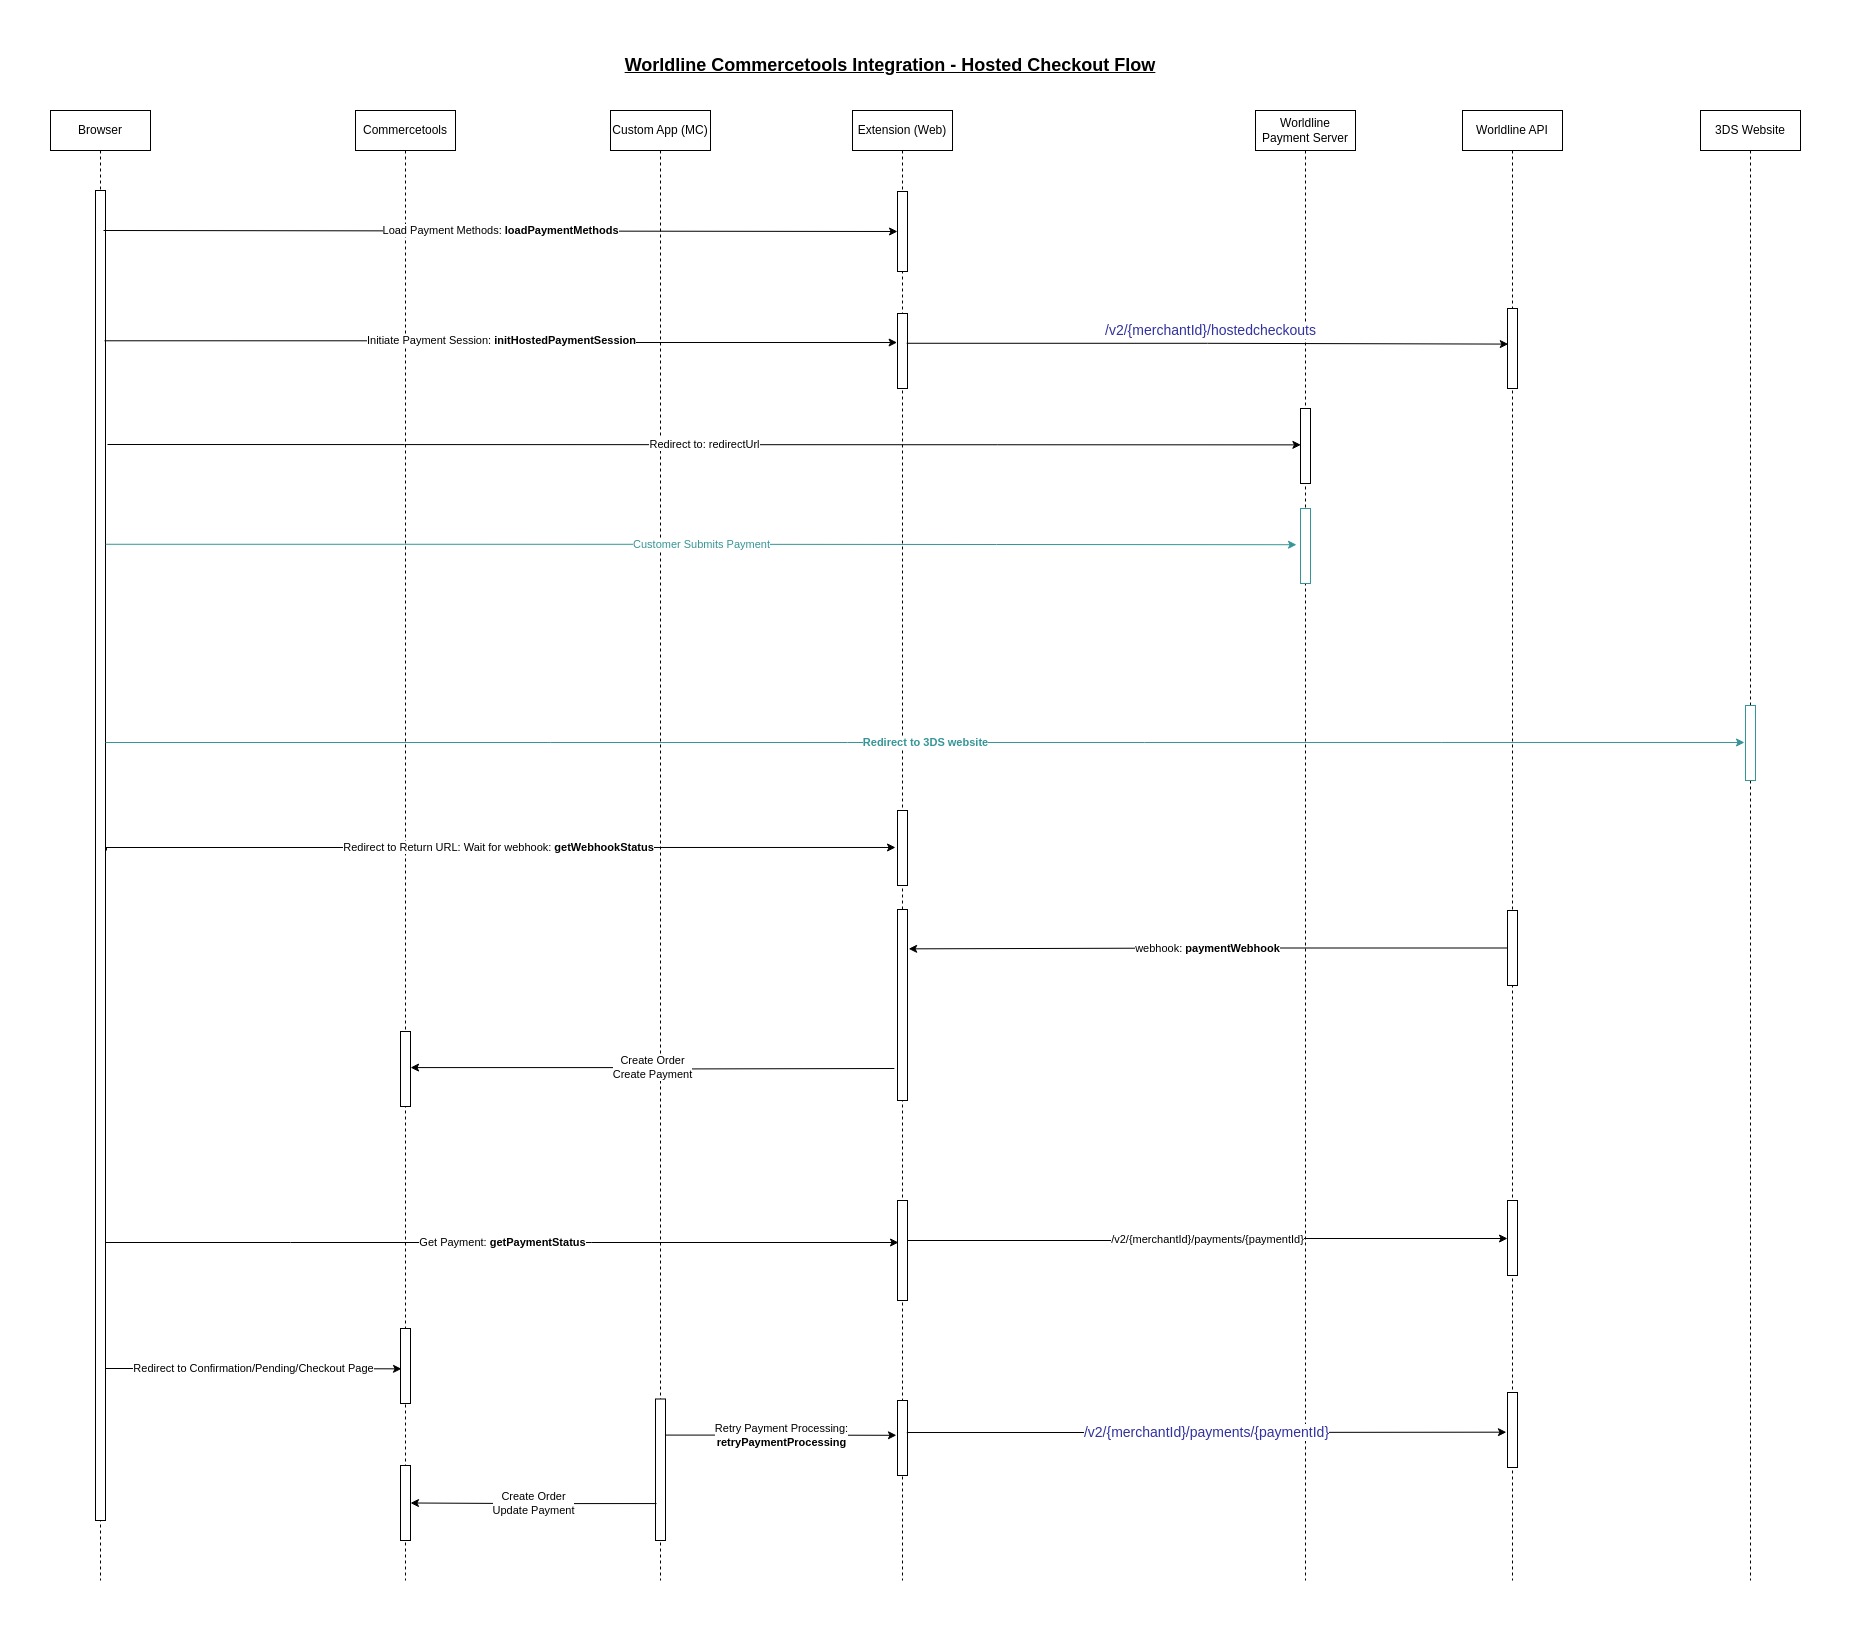 Worldline Commercetools Integration - Hosted Checkout Flow
Browser
Commercetools
Custom App (MC)
Extension (Web)
Worldline
Payment Server
Worldline API
3DS Website
Load Payment Methods: loadPaymentMethods
Initiate Payment Session: initHostedPaymentSession
/v2/{merchantId}/hostedcheckouts
Redirect to: redirectUrl
Customer Submits Payment
Redirect to 3DS website
Redirect to Return URL: Wait for webhook: getWebhookStatus
webhook: paymentWebhook
Create Order
Create Payment
Get Payment: getPaymentStatus
/v2/{merchantId}/payments/{paymentId}
Redirect to Confirmation/Pending/Checkout Page
Retry Payment Processing:
retryPaymentProcessing
/v2/{merchantId}/payments/{paymentId}
Create Order
Update Payment